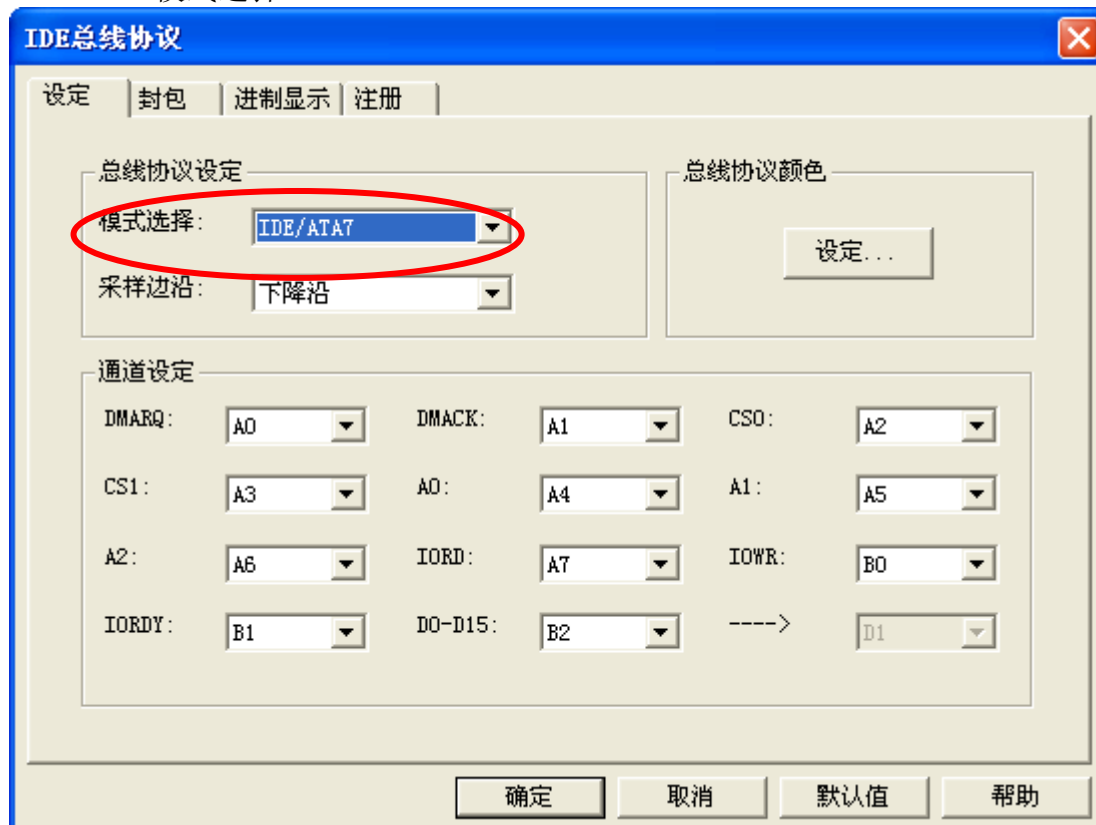 模式选择
IDE总线协议
设定 封包 进制显示 注册
总线协议设定 总线协议颜色
模式选择: IDE/ATA7
设定...
采样边沿: 下降沿
通道设定
DMARQ: A0 DMACK: A1 CS0: A2
CS1: A3 A0: A4 A1: A5
A2: A6 IORD: A7 IOWR: B0
IORDY: B1 D0-D15: B2 ----> D1
确定 取消 默认值 帮助